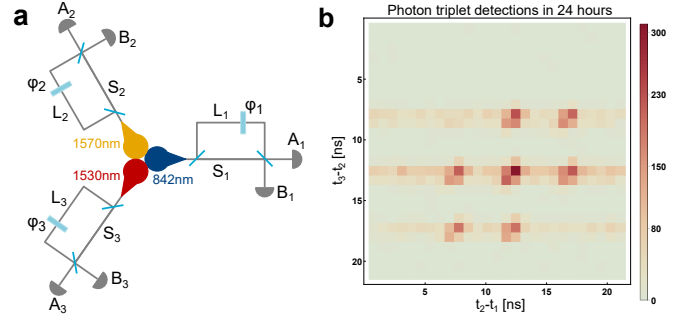 a
A₂
B₂
φ₂
L₂
S₂
1570nm
1530nm
842nm
L₁
φ₁
A₁
S₁
B₁
L₃
φ₃
S₃
B₃
A₃
b
Photon triplet detections in 24 hours
t₃-t₂ [ns]
5
10
15
20
5
10
15
20
t₂-t₁ [ns]
300
230
150
80
0